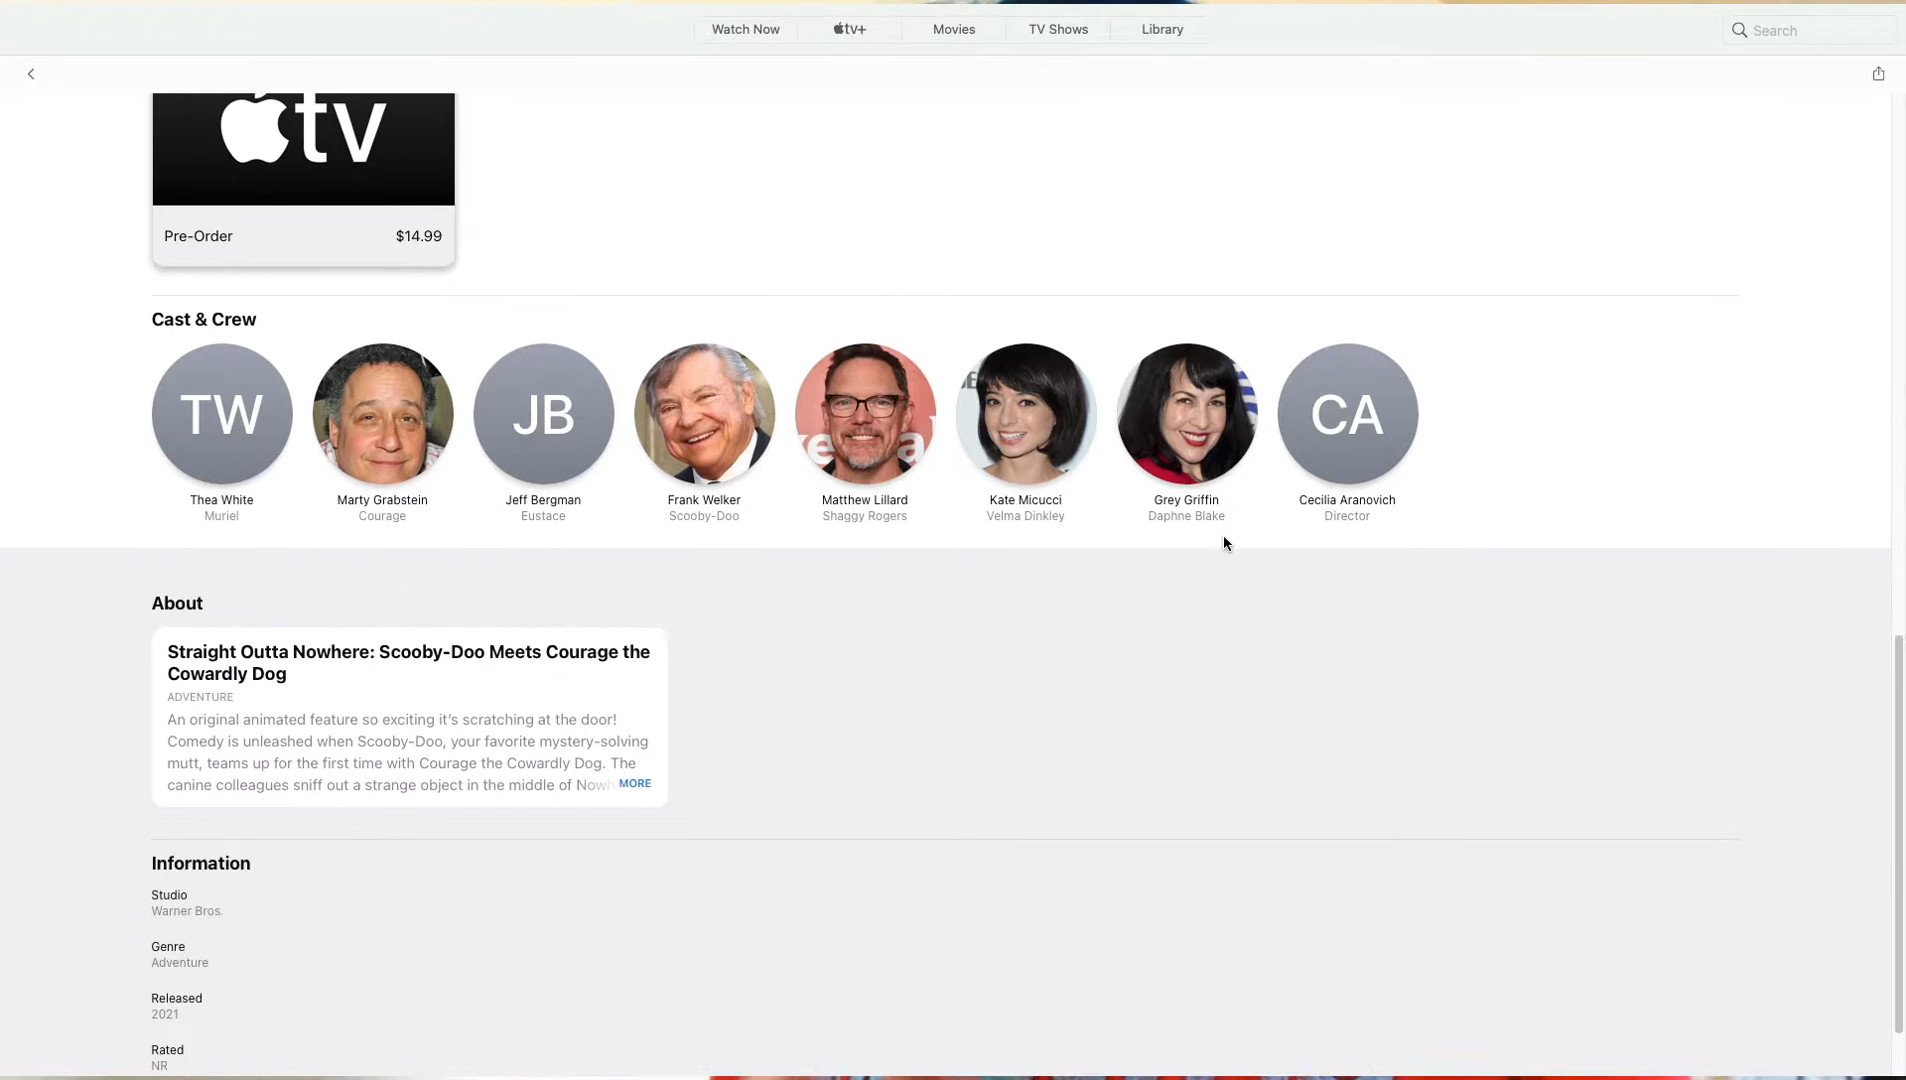 Watch Now
tv+
Movies
TV Shows
Library
Search
tv
Pre-Order
$14.99
Cast & Crew
TW
JB
CA
Thea White
Muriel
Marty Grabstein
Courage
Jeff Bergman
Eustace
Frank Welker
Scooby-Doo
Matthew Lillard
Shaggy Rogers
Kate Micucci
Velma Dinkley
Grey Griffin
Daphne Blake
Cecilia Aranovich
Director
About
Straight Outta Nowhere: Scooby-Doo Meets Courage the
Cowardly Dog
ADVENTURE
An original animated feature so exciting it’s scratching at the door!
Comedy is unleashed when Scooby-Doo, your favorite mystery-solving
mutt, teams up for the first time with Courage the Cowardly Dog. The
canine colleagues sniff out a strange object in the middle of Nowh MORE
Information
Studio
Warner Bros.
Genre
Adventure
Released
2021
Rated
NR